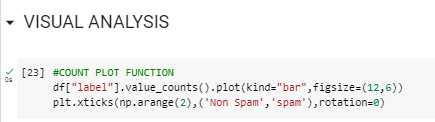 VISUAL ANALYSIS
[23] #COUNT PLOT FUNCTION
0s df["label"].value_counts().plot(kind="bar",figsize=(12,6))
plt.xticks(np.arange(2),('Non Spam','spam'),rotation=0)